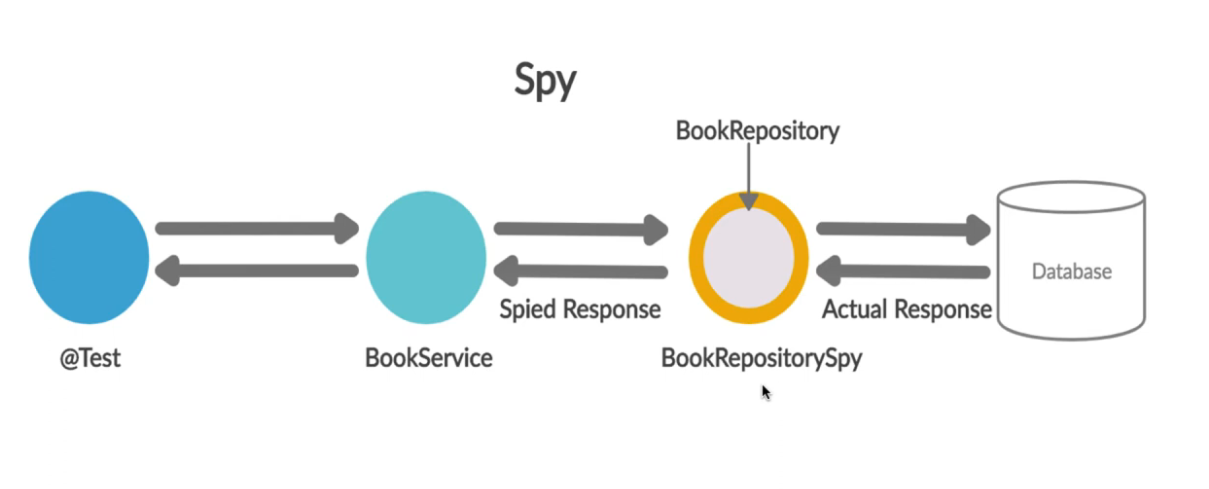 Spy
BookRepository
Database
Spied Response
Actual Response
@Test
BookService
BookRepositorySpy